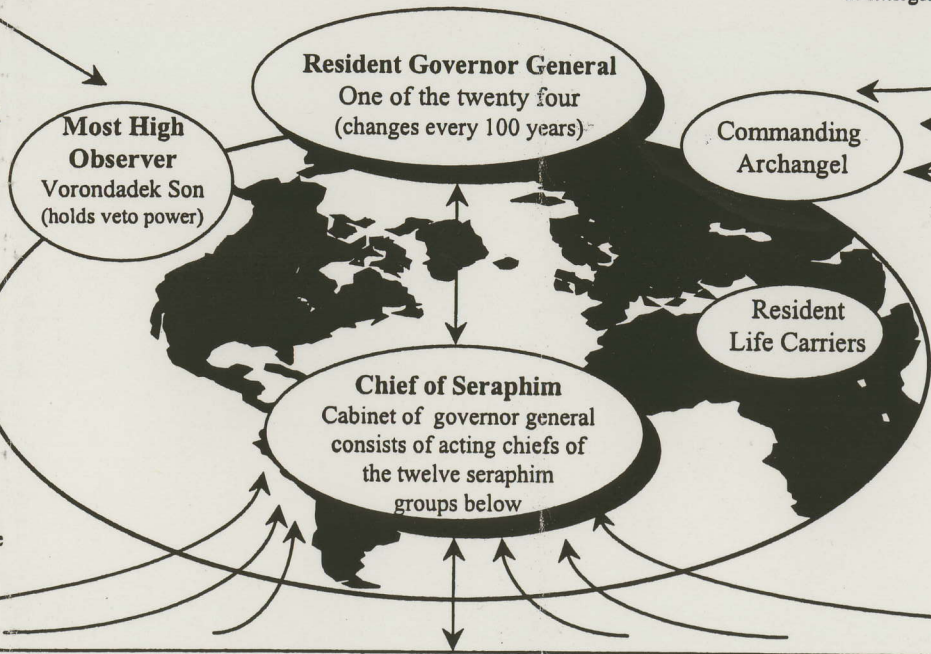 Resident Governor General
One of the twenty four
(changes every 100 years)
Most High
Observer
Vorondadek Son
(holds veto power)
Commanding
Archangel
Resident
Life Carriers
Chief of Seraphim
Cabinet of governor general
consists of acting chiefs of
the twelve seraphim
groups below